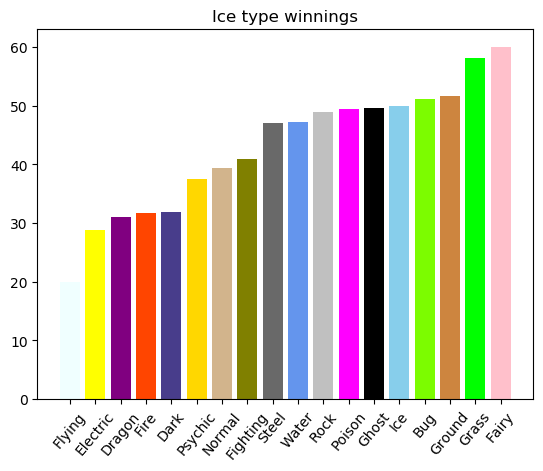 Ice type winnings
60
50
40
30
20
10
0
Flying
Electric
Dragon
Fire
Dark
Psychic
Normal
Fighting
Steel
Water
Rock
Poison
Ghost
Ice
Bug
Ground
Grass
Fairy